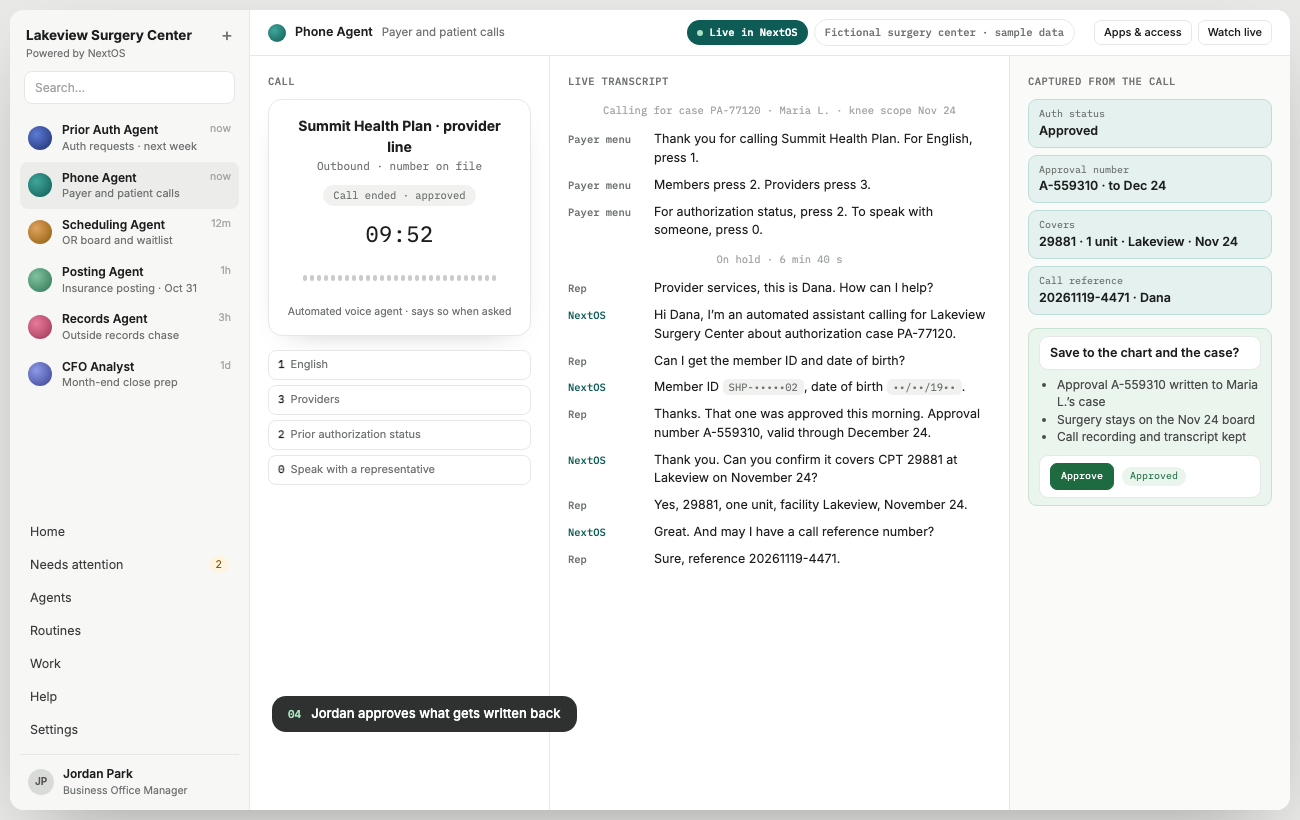 Lakeview Surgery Center +
Powered by NextOS
Search...
Prior Auth Agent now
Auth requests · next week
Phone Agent now
Payer and patient calls
Scheduling Agent 12m
OR board and waitlist
Posting Agent 1h
Insurance posting · Oct 31
Records Agent 3h
Outside records chase
CFO Analyst 1d
Month-end close prep
Home
Needs attention 2
Agents
Routines
Work
Help
Settings
JP Jordan Park
Business Office Manager
Phone Agent Payer and patient calls
Live in NextOS
Fictional surgery center · sample data
Apps & access
Watch live
CALL
Summit Health Plan · provider
line
Outbound · number on file
Call ended · approved
09:52
Automated voice agent · says so when asked
1 English
3 Providers
2 Prior authorization status
0 Speak with a representative
LIVE TRANSCRIPT
Calling for case PA-77120 · Maria L. · knee scope Nov 24
Payer menu Thank you for calling Summit Health Plan. For English,
press 1.
Payer menu Members press 2. Providers press 3.
Payer menu For authorization status, press 2. To speak with
someone, press 0.
On hold · 6 min 40 s
Rep Provider services, this is Dana. How can I help?
NextOS Hi Dana, I’m an automated assistant calling for Lakeview
Surgery Center about authorization case PA-77120.
Rep Can I get the member ID and date of birth?
NextOS Member ID SHP-•••••02, date of birth ••/••/19••.
Rep Thanks. That one was approved this morning. Approval
number A-559310, valid through December 24.
NextOS Thank you. Can you confirm it covers CPT 29881 at
Lakeview on November 24?
Rep Yes, 29881, one unit, facility Lakeview, November 24.
NextOS Great. And may I have a call reference number?
Rep Sure, reference 20261119-4471.
CAPTURED FROM THE CALL
Auth status
Approved
Approval number
A-559310 · to Dec 24
Covers
29881 · 1 unit · Lakeview · Nov 24
Call reference
20261119-4471 · Dana
Save to the chart and the case?
• Approval A-559310 written to Maria
L.’s case
• Surgery stays on the Nov 24 board
• Call recording and transcript kept
Approve Approved
04 Jordan approves what gets written back